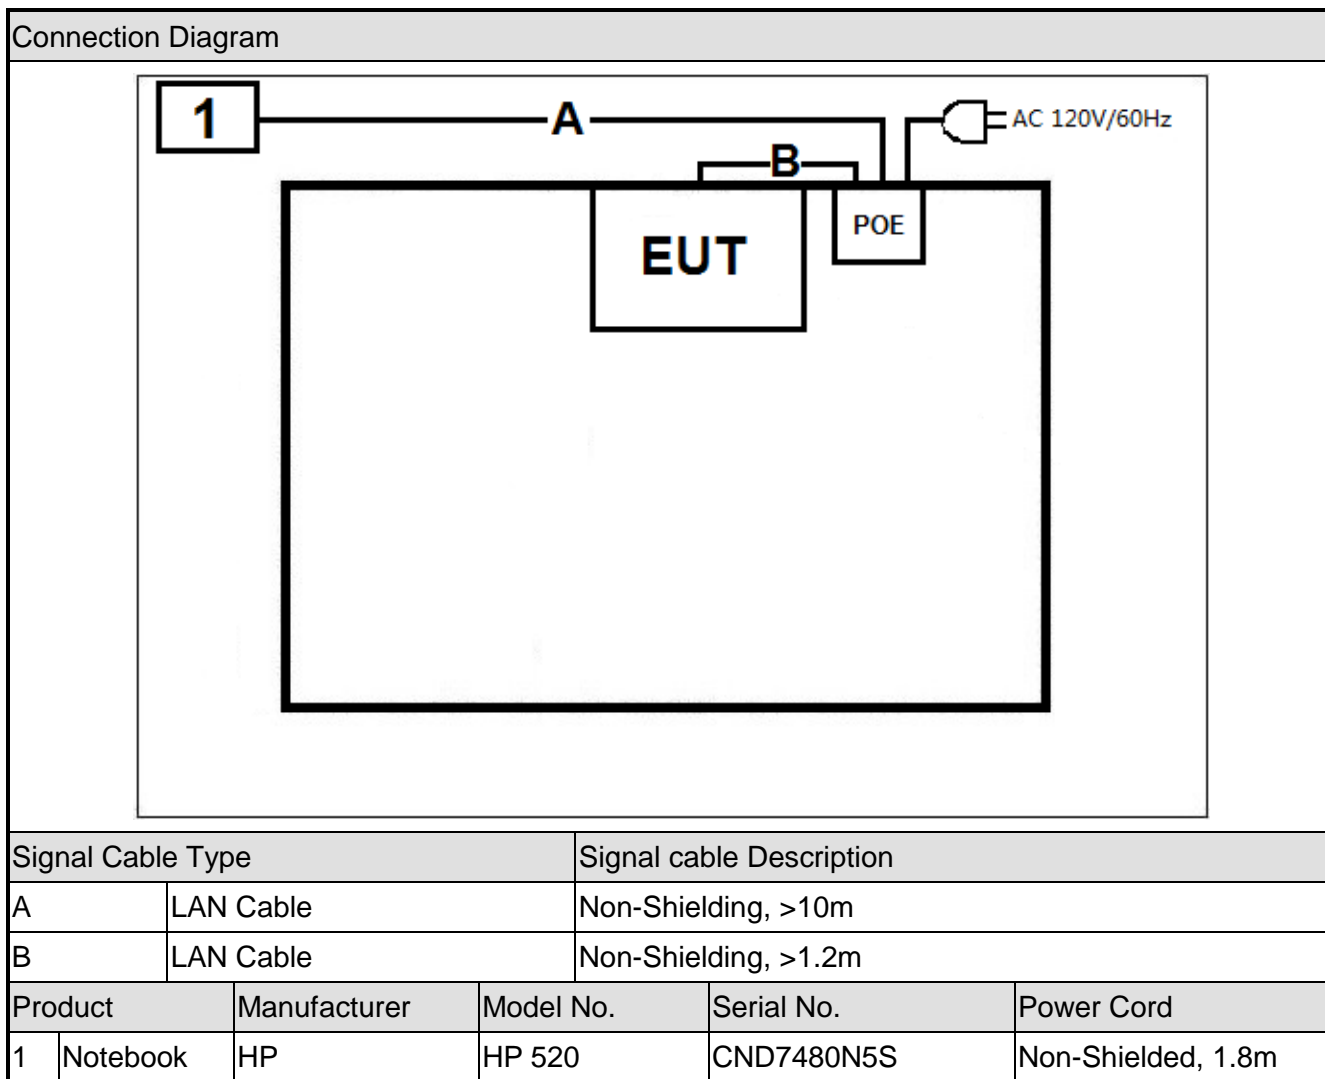 Connection Diagram
1
A
AC 120V/60Hz
B
EUT
POE
Signal Cable Type Signal cable Description
A LAN Cable Non-Shielding, >10m
B LAN Cable Non-Shielding, >1.2m
Product Manufacturer Model No. Serial No. Power Cord
1 Notebook HP HP 520 CND7480N5S Non-Shielded, 1.8m